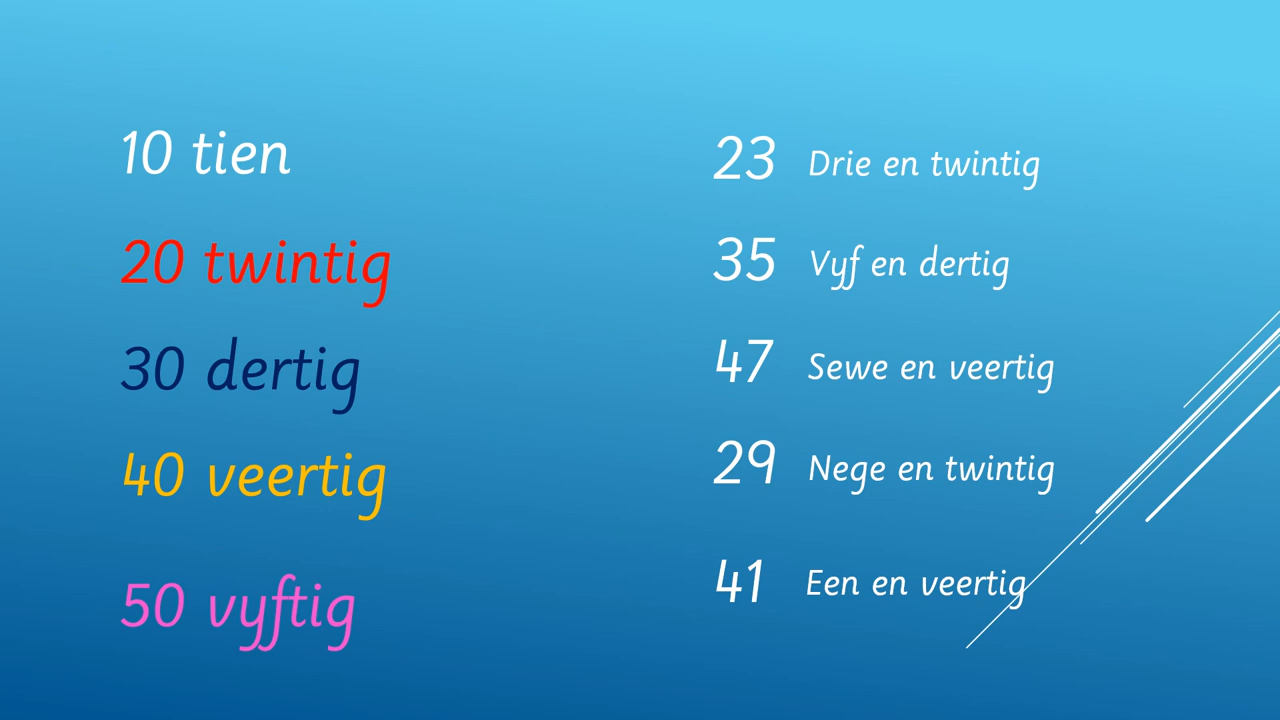 10 tien
20 twintig
30 dertig
40 veertig
50 vyftig
23 Drie en twintig
35 Vyf en dertig
47 Sewe en veertig
29 Nege en twintig
41 Een en veertig